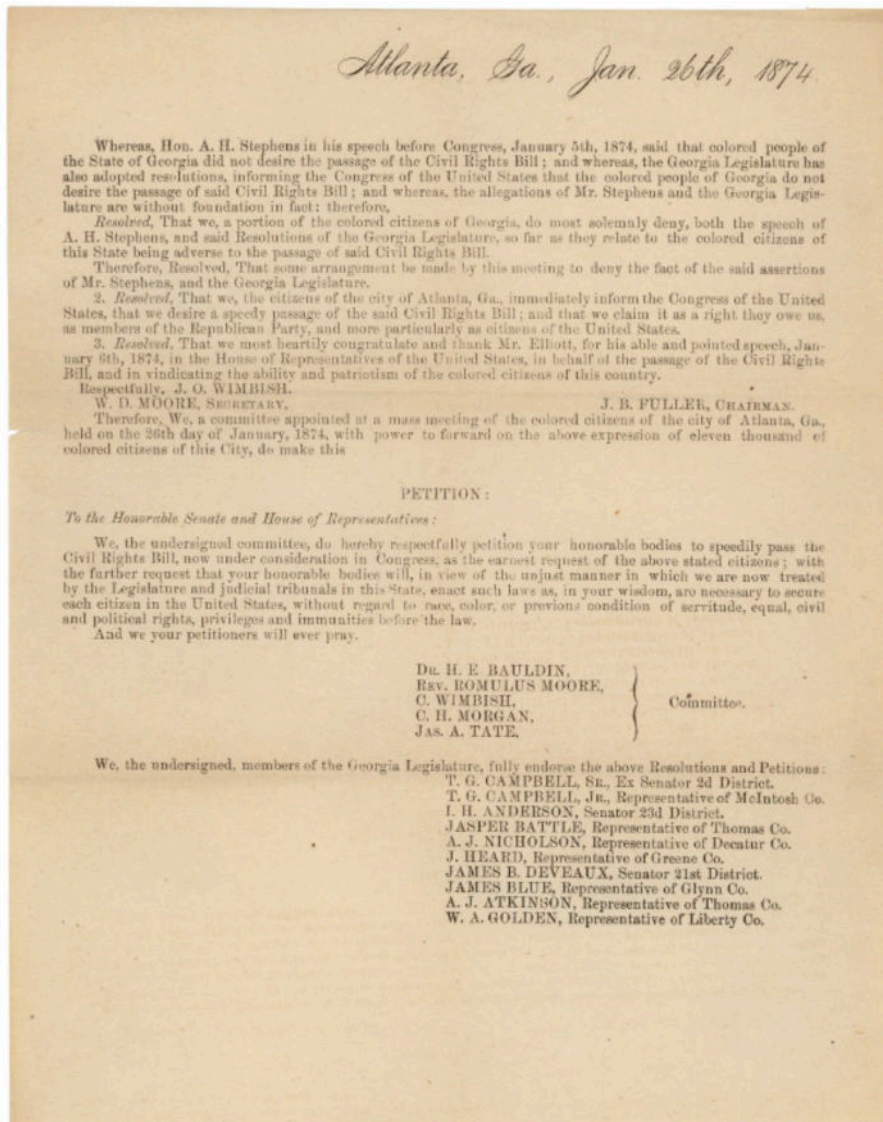 Atlanta, Ga., Jan. 26th, 1874.
Whereas, Hon. A. H. Stephens in his speech before Congress, January 5th, 1874, said that colored people of
the State of Georgia did not desire the passage of the Civil Rights Bill; and whereas, the Georgia Legislature has
also adopted resolutions, informing the Congress of the United States that the colored people of Georgia do not
desire the passage of said Civil Rights Bill; and whereas, the allegations of Mr. Stephens and the Georgia Legis-
lature are without foundation in fact: therefore,
Resolved, That we, a portion of the colored citizens of Georgia, do most solemnly deny, both the speech of
A. H. Stephens, and said Resolutions of the Georgia Legislature, so far as they relate to the colored citizens of
this State being adverse to the passage of said Civil Rights Bill.
Therefore, Resolved, That some arrangement be made by this meeting to deny the fact of the said assertions
of Mr. Stephens, and the Georgia Legislature.
2. Resolved, That we, the citizens of the city of Atlanta, Ga., immediately inform the Congress of the United
States, that we desire a speedy passage of the said Civil Rights Bill; and that we claim it as a right they owe us,
as members of the Republican Party, and more particularly as citizens of the United States.
3. Resolved, That we most heartily congratulate and thank Mr. Elliott, for his able and pointed speech, Jan-
uary 6th, 1874, in the House of Representatives of the United States, in behalf of the passage of the Civil Rights
Bill, and in vindicating the ability and patriotism of the colored citizens of this country.
Respectfully, J. O. WIMBISH.
W. D. MOORE, SECRETARY, J. B. FULLER, CHAIRMAN.
Therefore, We, a committee appointed at a mass meeting of the colored citizens of the city of Atlanta, Ga.,
held on the 26th day of January, 1874, with power to forward on the above expression of eleven thousand of
colored citizens of this City, do make this
PETITION:
To the Honorable Senate and House of Representatives:
We, the undersigned committee, do hereby respectfully petition your honorable bodies to speedily pass the
Civil Rights Bill, now under consideration in Congress, as the earnest request of the above stated citizens; with
the further request that your honorable bodies will, in view of the unjust manner in which we are now treated
by the Legislature and judicial tribunals in this State, enact such laws as, in your wisdom, are necessary to secure
each citizen in the United States, without regard to race, color, or previous condition of servitude, equal, civil
and political rights, privileges and immunities before the law.
And we your petitioners will ever pray.
DR. H. E BAULDIN,
REV. ROMULUS MOORE,
C. WIMBISH,
C. H. MORGAN,
JAS. A. TATE,
Committee.
We, the undersigned, members of the Georgia Legislature, fully endorse the above Resolutions and Petitions:
T. G. CAMPBELL, SR., Ex Senator 2d District.
T. G. CAMPBELL, JR., Representative of McIntosh Co.
I. H. ANDERSON, Senator 23d District.
JASPER BATTLE, Representative of Thomas Co.
A. J. NICHOLSON, Representative of Decatur Co.
J. HEARD, Representative of Greene Co.
JAMES B. DEVEAUX, Senator 21st District.
JAMES BLUE, Representative of Glynn Co.
A. J. ATKINSON, Representative of Thomas Co.
W. A. GOLDEN, Representative of Liberty Co.